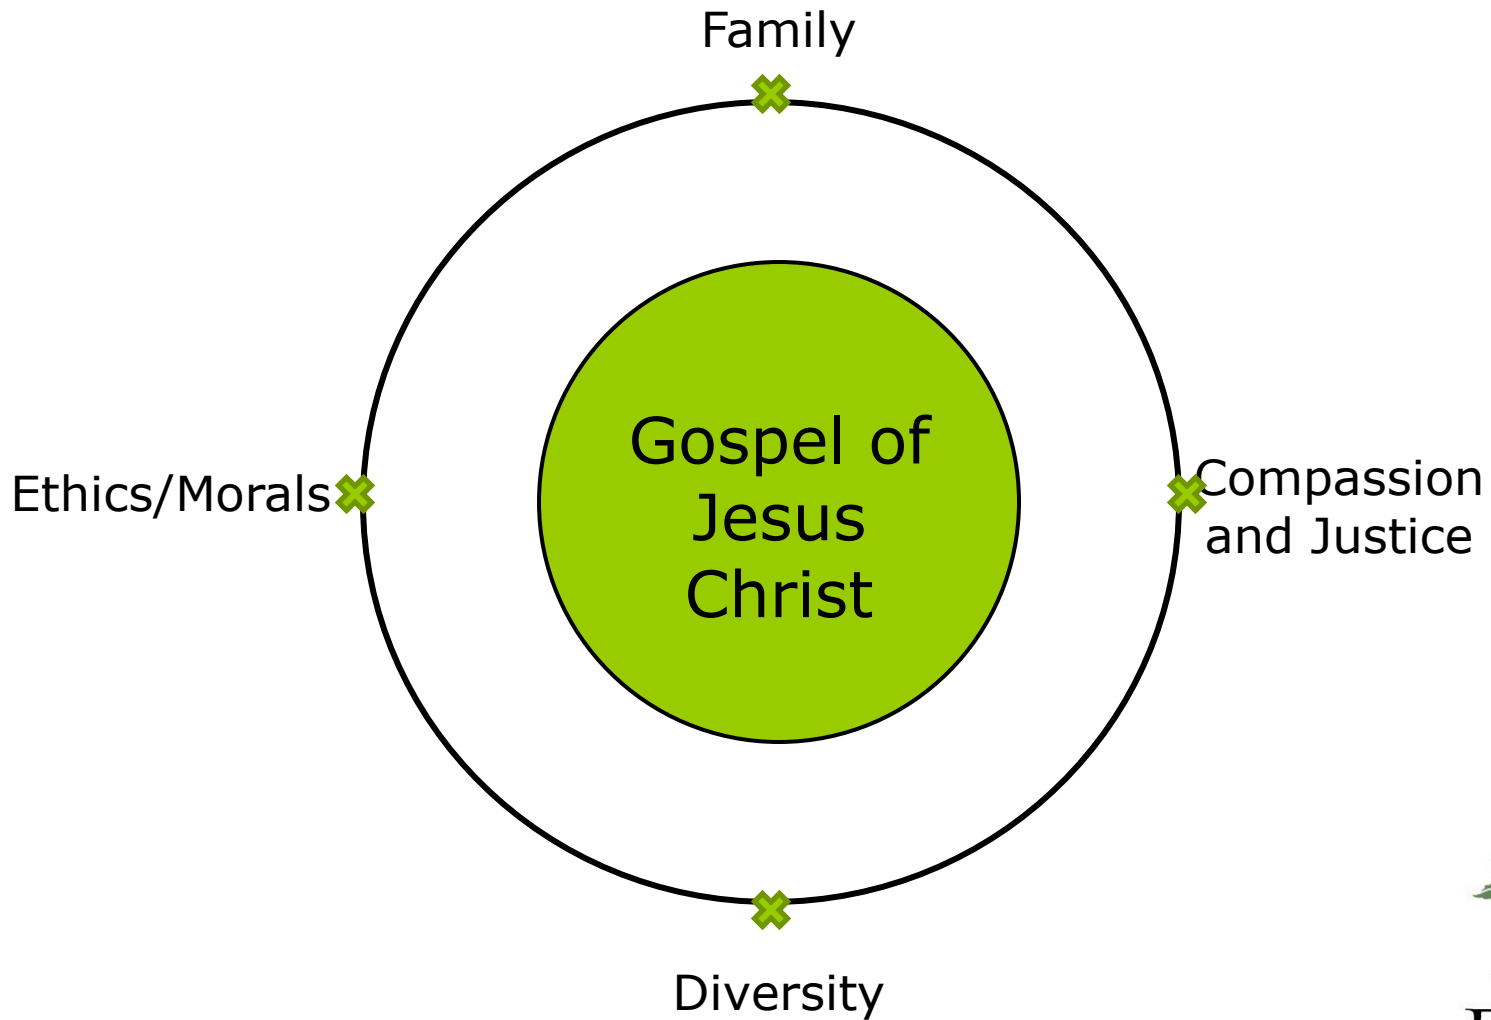 Family
Gospel of
Jesus
Christ
Ethics/Morals
Compassion
and Justice
Diversity